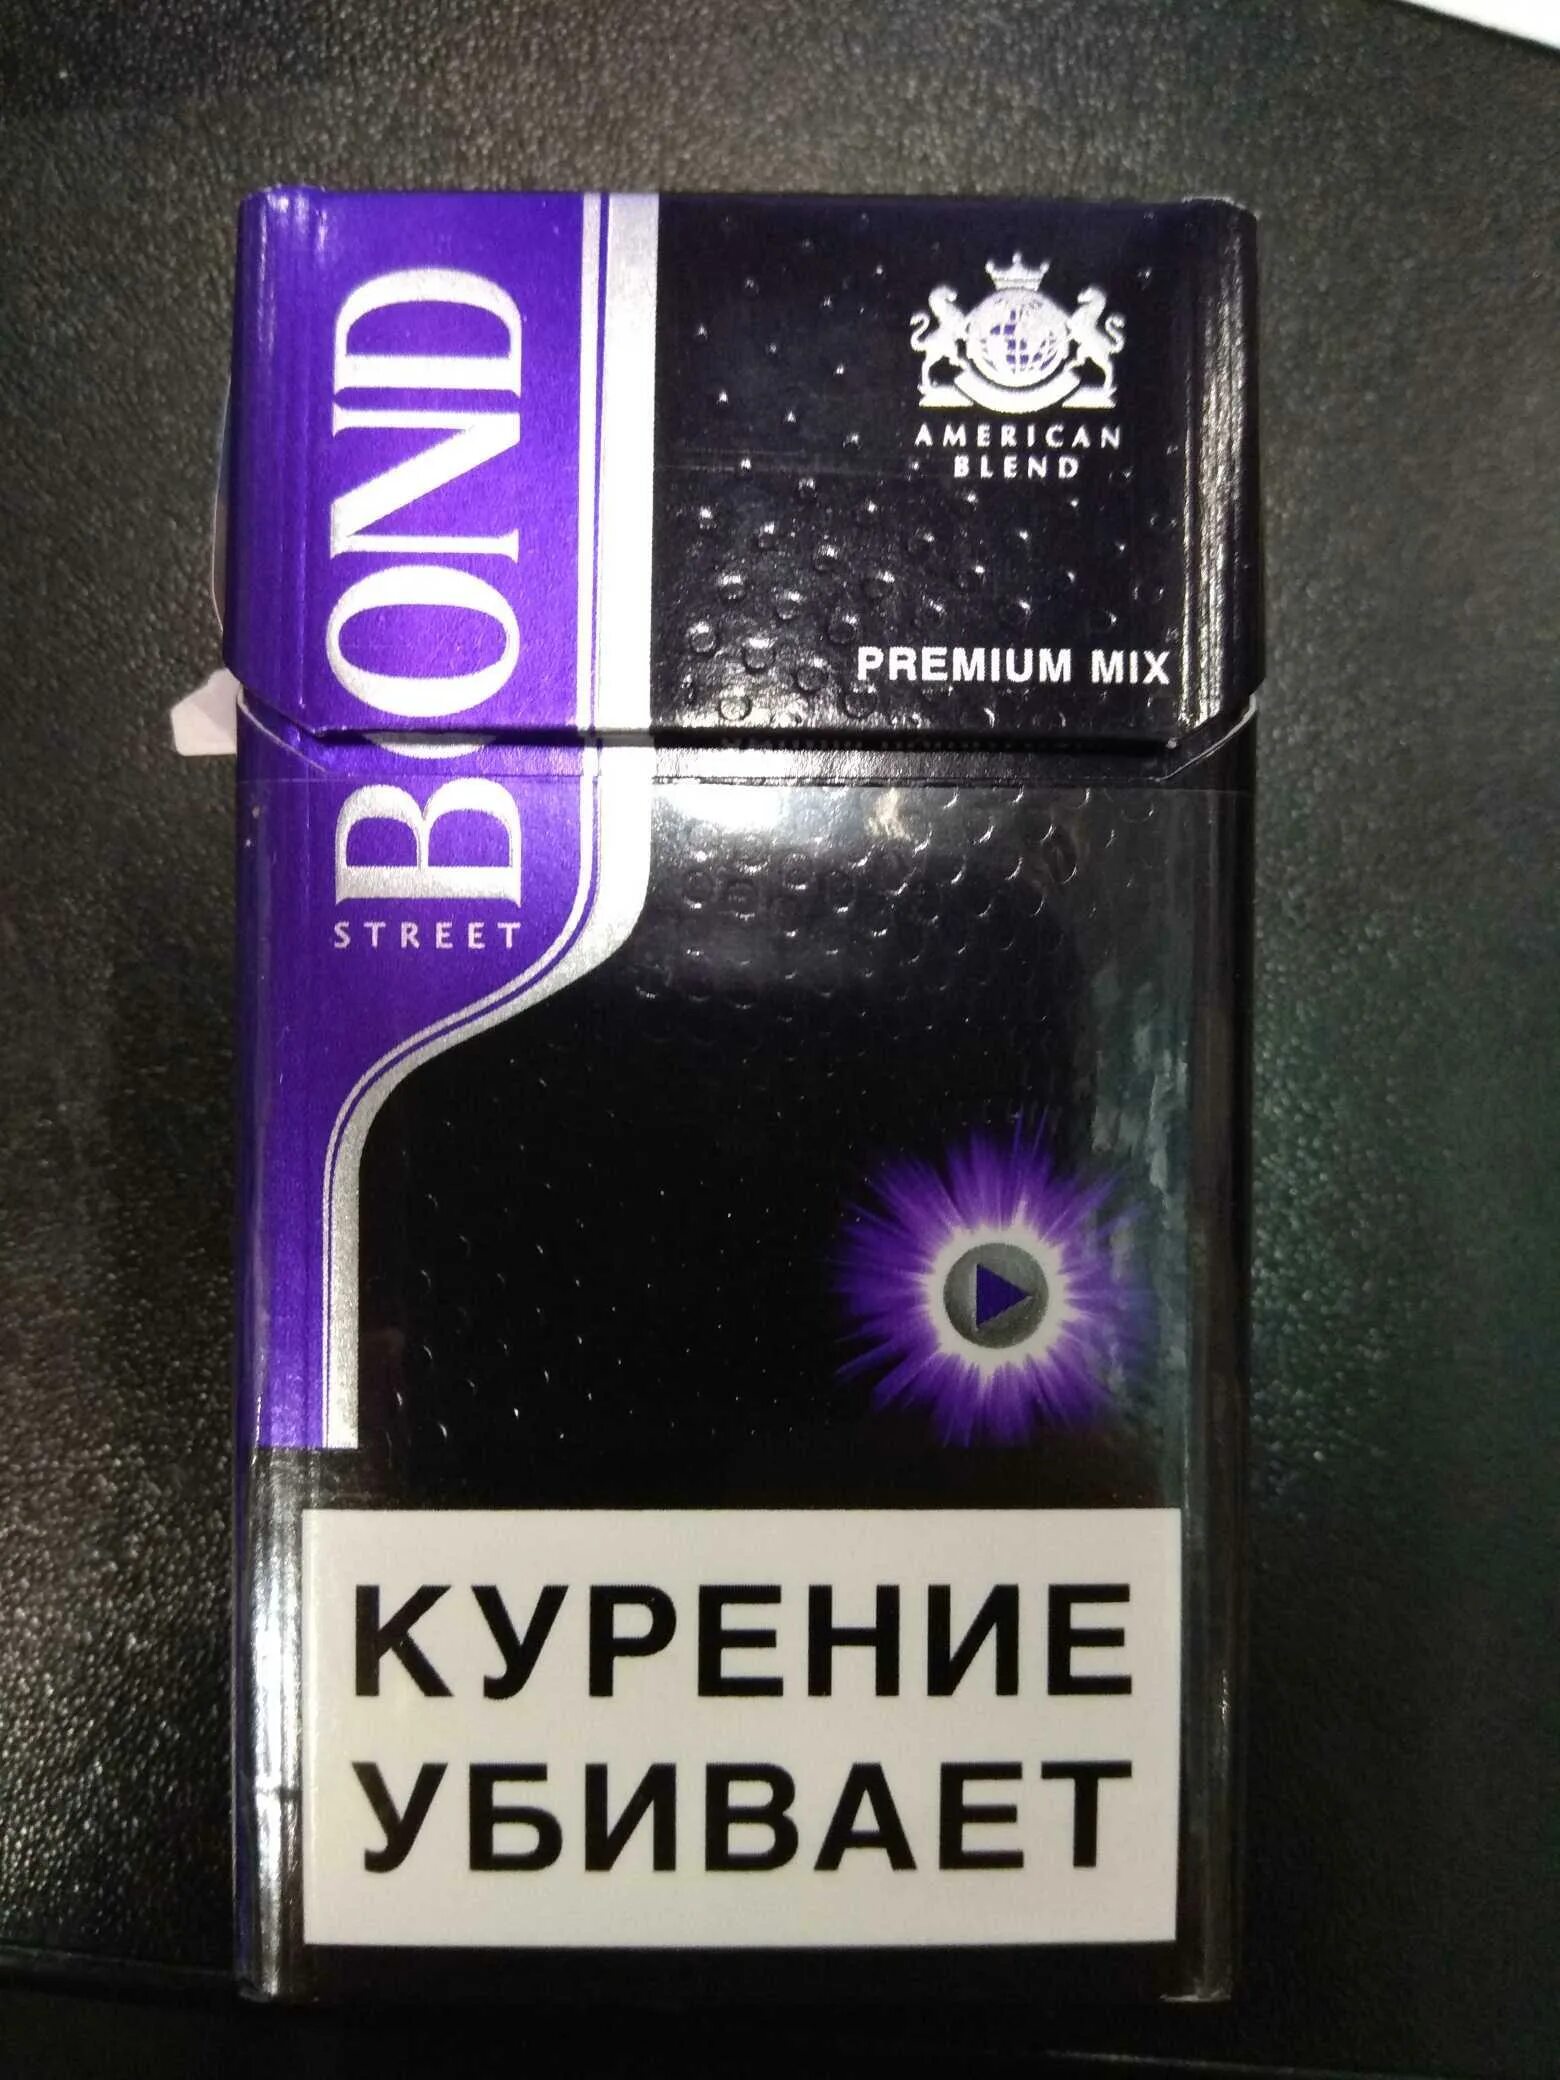 BOND
STREET
AMERICAN
BLEND
PREMIUM MIX
КУРЕНИЕ
УБИВАЕТ